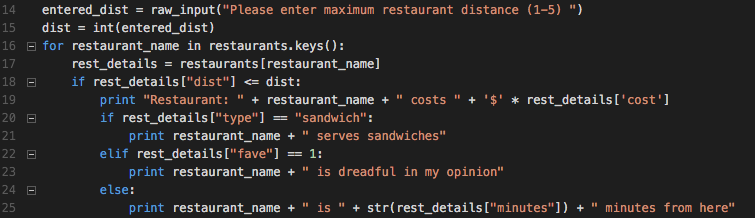 14 entered_dist = raw_input("Please enter maximum restaurant distance (1-5) ")
15 dist = int(entered_dist)
16 for restaurant_name in restaurants.keys():
17     rest_details = restaurants[restaurant_name]
18     if rest_details["dist"] <= dist:
19         print "Restaurant: " + restaurant_name + " costs " + '$' * rest_details['cost']
20         if rest_details["type"] == "sandwich":
21             print restaurant_name + " serves sandwiches"
22         elif rest_details["fave"] == 1:
23             print restaurant_name + " is dreadful in my opinion"
24         else:
25             print restaurant_name + " is " + str(rest_details["minutes"]) + " minutes from here"